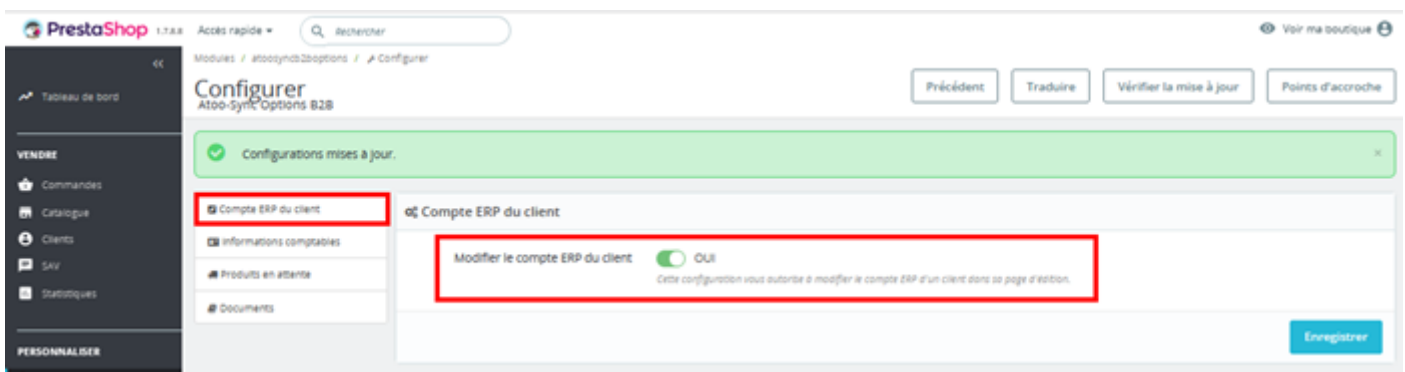 PrestaShop 1.7.8.8 Accès rapide Rechercher Voir ma boutique
Modules / atoosyncb2boptions / Configurer
Configurer
Atoo-Sync Options B2B
Précédent Traduire Vérifier la mise à jour Points d'accroche
Tableau de bord
VENDRE
Commandes
Catalogue
Clients
SAV
Statistiques
PERSONNALISER
Configurations mises à jour.
Compte ERP du client
Informations comptables
Produits en attente
Documents
Compte ERP du client
Modifier le compte ERP du client OUI
Cette configuration vous autorise à modifier le compte ERP d'un client dans sa page d'édition.
Enregistrer